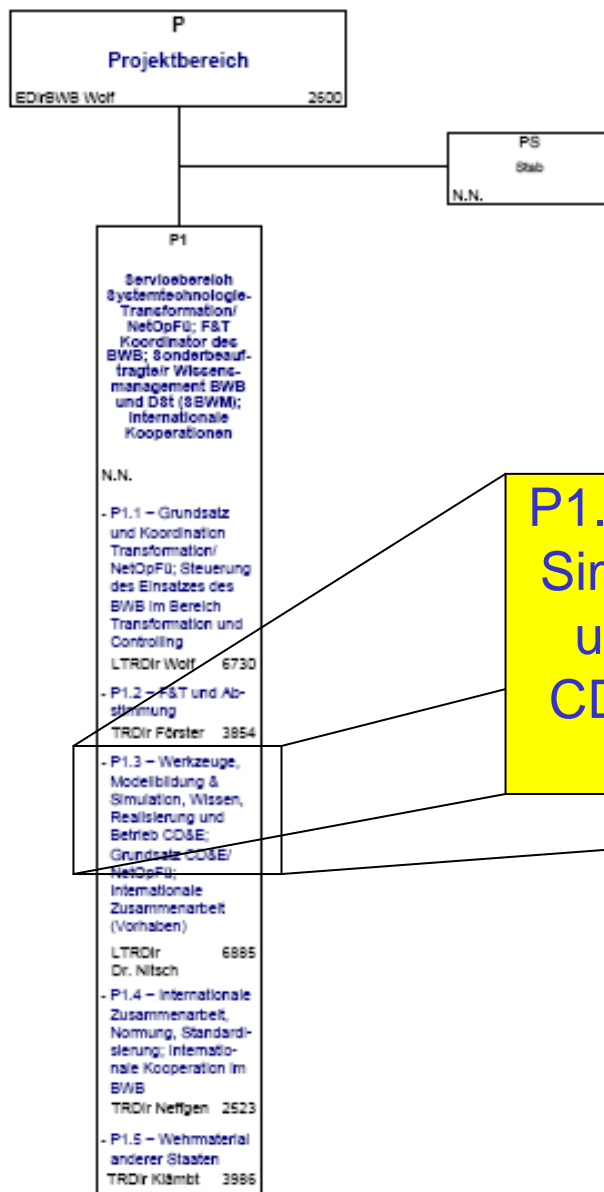 P
Projektbereich
EDirBWB Wolf 2600
PS
Stab
N.N.
P1
Servicebereich
Systemtechnologie-
Transformation/
NetOpFü; F&T
Koordinator des
BWB; Sonderbeauf-
tragte/r Wissens-
management BWB
und DSt (SBWM);
Internationale
Kooperationen
N.N.
- P1.1 – Grundsatz
und Koordination
Transformation/
NetOpFü; Steuerung
des Einsatzes des
BWB im Bereich
Transformation und
Controlling
LTRDir Wolf 6730
- P1.2 – F&T und Ab-
stimmung
TRDir Förster 3854
- P1.3 – Werkzeuge,
Modellbildung &
Simulation, Wissen,
Realisierung und
Betrieb CD&E;
Grundsatz CD&E/
NetOpFü;
Internationale
Zusammenarbeit
(Vorhaben)
LTRDir 6885
Dr. Nitsch
- P1.4 – Internationale
Zusammenarbeit,
Normung, Standardi-
sierung; Internatio-
nale Kooperation im
BWB
TRDir Neffgen 2523
- P1.5 – Wehrmaterial
anderer Staaten
TRDir Klämbt 3986
P1.
Sim
u
CD